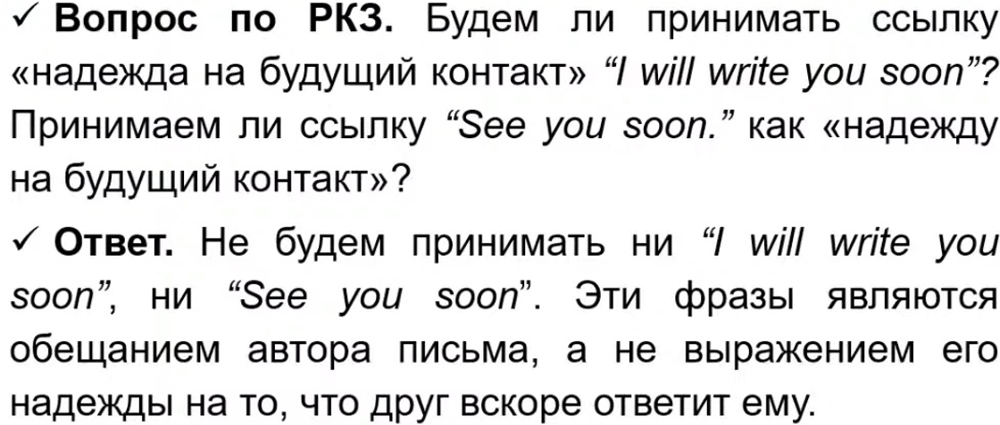 ✓ Вопрос по РКЗ. Будем ли принимать ссылку
«надежда на будущий контакт» “I will write you soon”?
Принимаем ли ссылку “See you soon.” как «надежду
на будущий контакт»?
✓ Ответ. Не будем принимать ни “I will write you
soon”, ни “See you soon”. Эти фразы являются
обещанием автора письма, а не выражением его
надежды на то, что друг вскоре ответит ему.